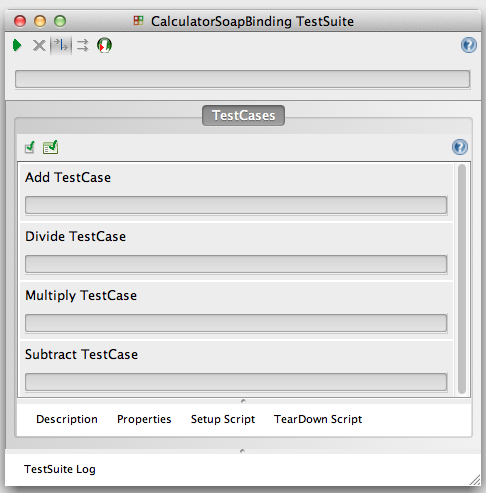 CalculatorSoapBinding TestSuite
TestCases
Add TestCase
Divide TestCase
Multiply TestCase
Subtract TestCase
Description Properties Setup Script TearDown Script
TestSuite Log